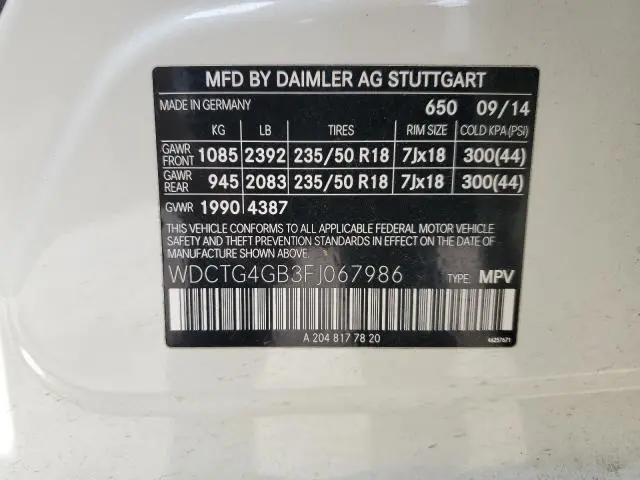 MFD BY DAIMLER AG STUTTGART
MADE IN GERMANY 650 09/14
KG LB TIRES RIM SIZE COLD KPA(PSI)
GAWR FRONT 1085 2392 235/50 R18 7Jx18 300(44)
GAWR REAR 945 2083 235/50 R18 7Jx18 300(44)
GVWR 1990 4387
THIS VEHICLE CONFORMS TO ALL APPLICABLE FEDERAL MOTOR VEHICLE
SAFETY AND THEFT PREVENTION STANDARDS IN EFFECT ON THE DATE OF
MANUFACTURE SHOWN ABOVE.
WDCTG4GB3FJ067986 TYPE: MPV
A 204 817 78 20 46257671